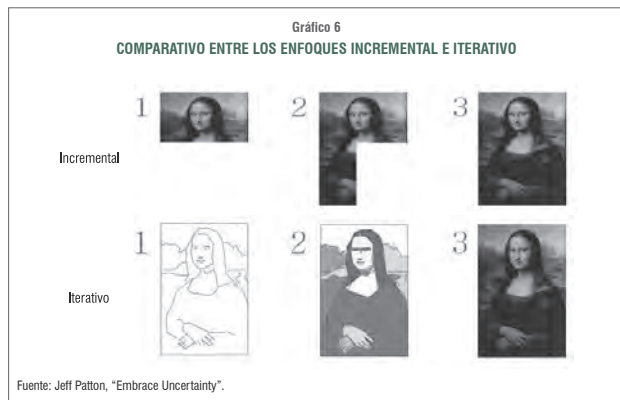 Gráfico 6
COMPARATIVO ENTRE LOS ENFOQUES INCREMENTAL E ITERATIVO
1 2 3
Incremental
1 2 3
Iterativo
Fuente: Jeff Patton, “Embrace Uncertainty”.